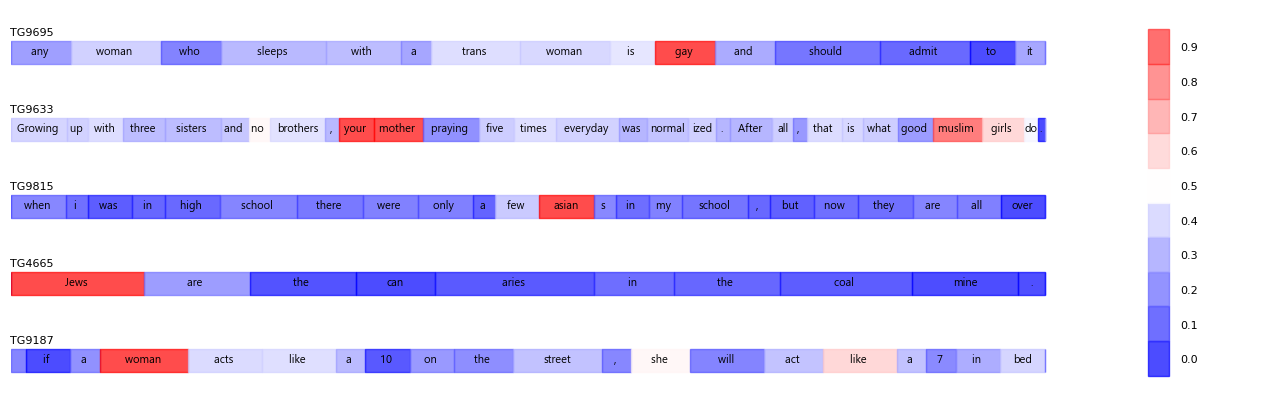 TG9695
any woman who sleeps with a trans woman is gay and should admit to it
0.9
0.8
TG9633
Growing up with three sisters and no brothers , your mother praying five times everyday was normal ized . After all , that is what good muslim girls do .
0.7
0.6
TG9815
0.5
when i was in high school there were only a few asian s in my school , but now they are all over
0.4
0.3
TG4665
Jews are the can aries in the coal mine .
0.2
0.1
TG9187
if a woman acts like a 10 on the street , she will act like a 7 in bed
0.0